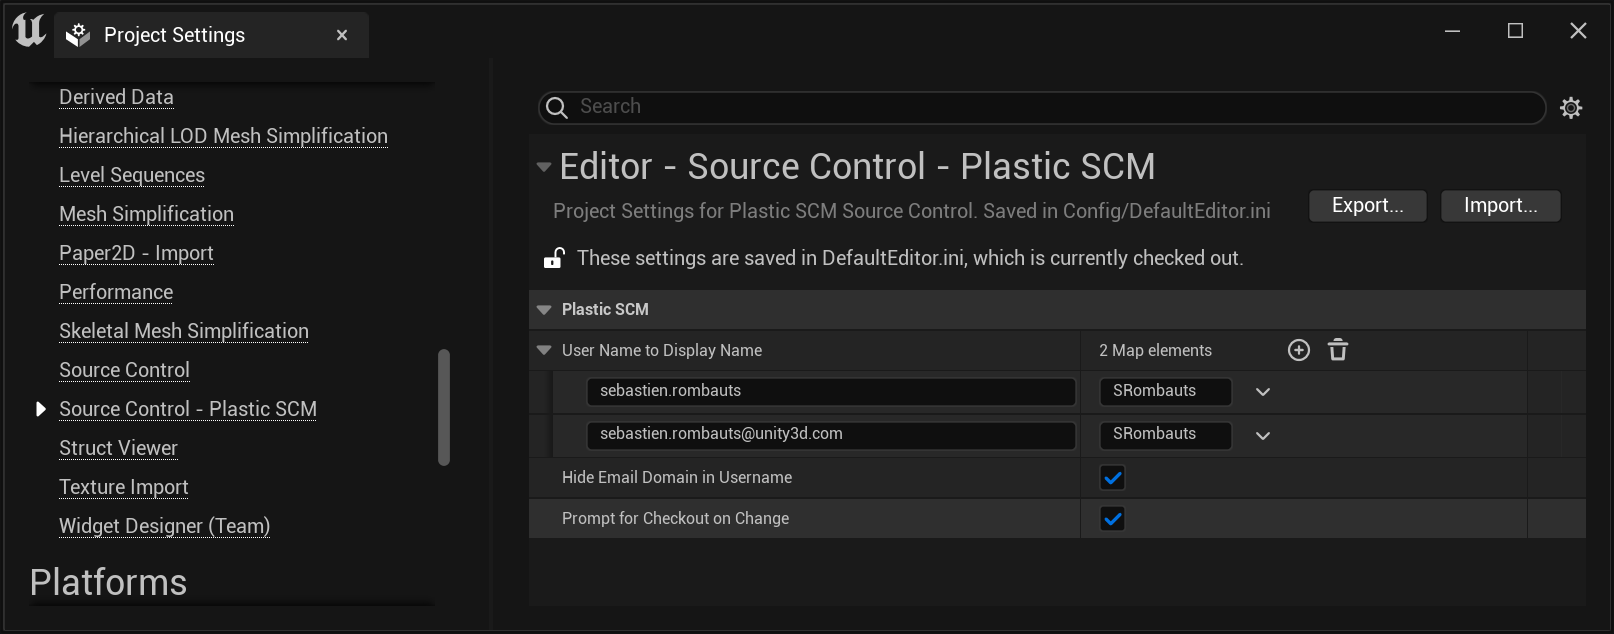 Project Settings
Derived Data
Hierarchical LOD Mesh Simplification
Level Sequences
Mesh Simplification
Paper2D - Import
Performance
Skeletal Mesh Simplification
Source Control
Source Control - Plastic SCM
Struct Viewer
Texture Import
Widget Designer (Team)
Platforms
Search
Editor - Source Control - Plastic SCM
Project Settings for Plastic SCM Source Control. Saved in Config/DefaultEditor.ini
Export...
Import...
These settings are saved in DefaultEditor.ini, which is currently checked out.
Plastic SCM
User Name to Display Name
2 Map elements
sebastien.rombauts
SRombauts
sebastien.rombauts@unity3d.com
SRombauts
Hide Email Domain in Username
Prompt for Checkout on Change